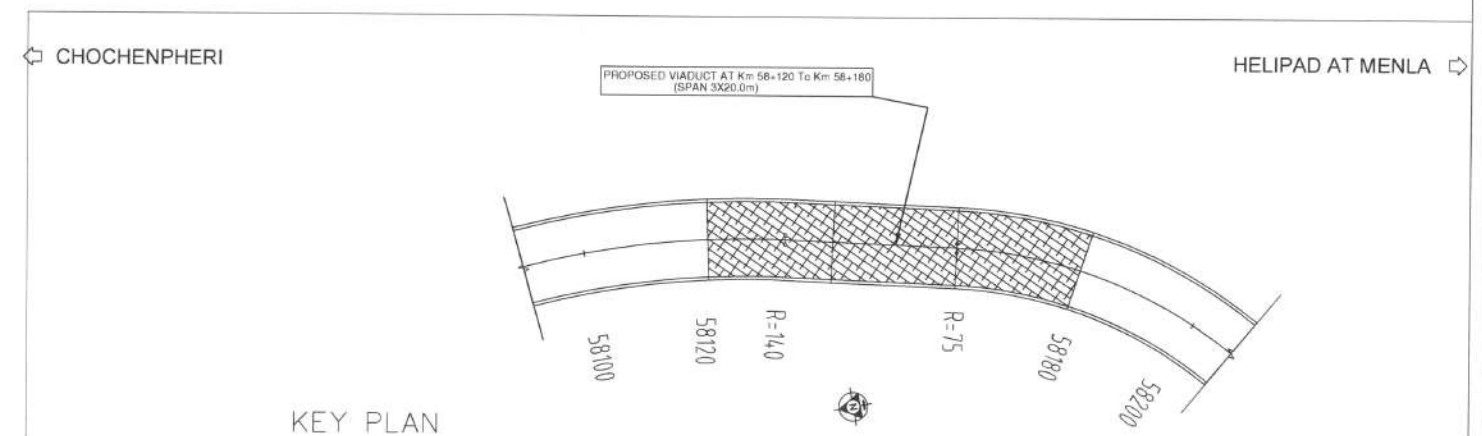 CHOCHENPHERI
HELIPAD AT MENLA
PROPOSED VIADUCT AT Km 58+120 To Km 58+180
(SPAN 3X20.0m)
58100
58120
R=140
R=75
58180
58200
N
KEY PLAN